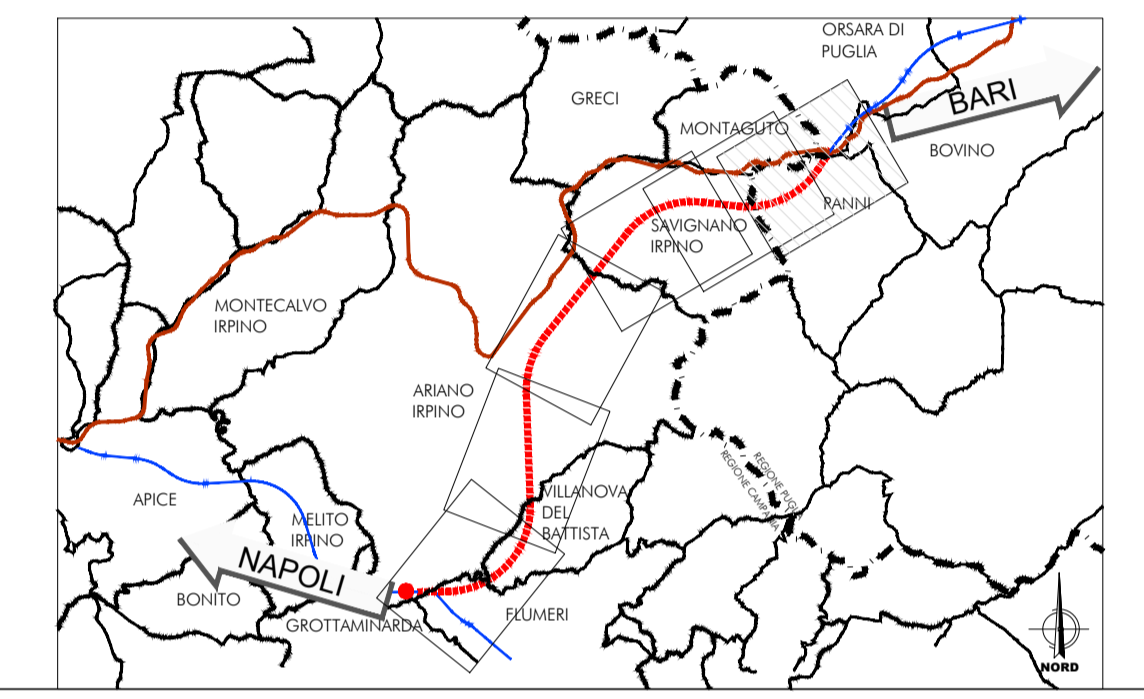 ORSARA DI
PUGLIA
GRECI
BARI
MONTAGUTO
BOVINO
PANNI
SAVIGNANO
IRPINO
MONTECALVO
IRPINO
ARIANO
IRPINO
REGIONE PUGLIA
REGIONE CAMPANIA
APICE
VILLANOVA
DEL
BATTISTA
MELITO
IRPINO
NAPOLI
BONITO
GROTTAMINARDA
FLUMERI
NORD